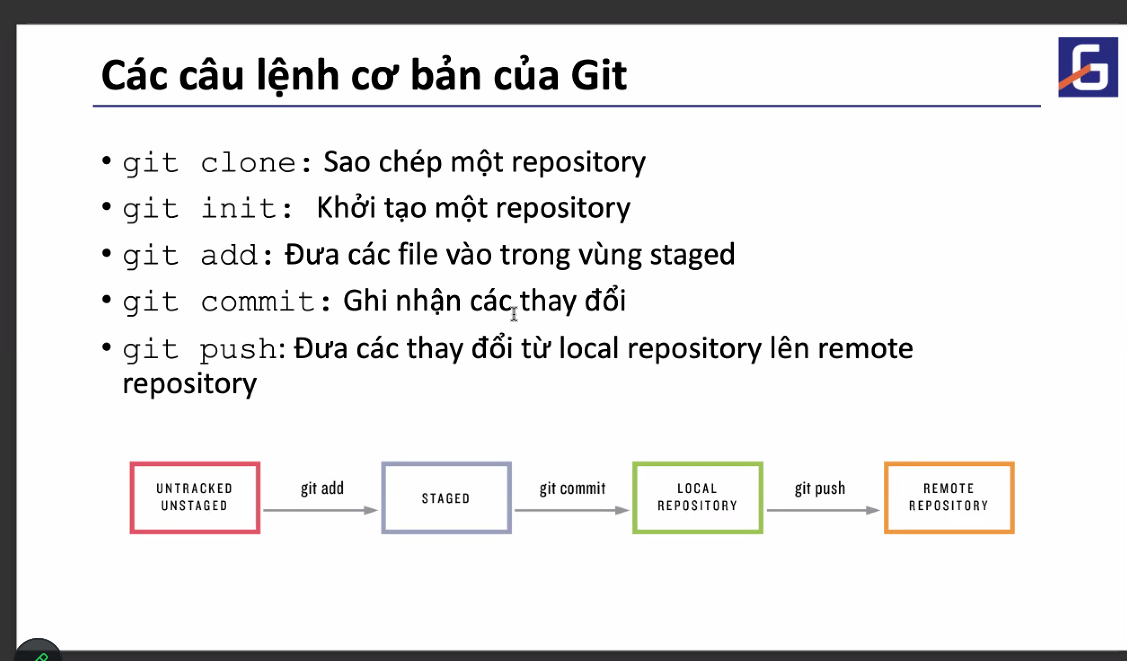 Các câu lệnh cơ bản của Git
G
• git clone: Sao chép một repository
• git init: Khởi tạo một repository
• git add: Đưa các file vào trong vùng staged
• git commit: Ghi nhận các thay đổi
• git push: Đưa các thay đổi từ local repository lên remote
repository
UNTRACKED
UNSTAGED
git add
STAGED
git commit
LOCAL
REPOSITORY
git push
REMOTE
REPOSITORY